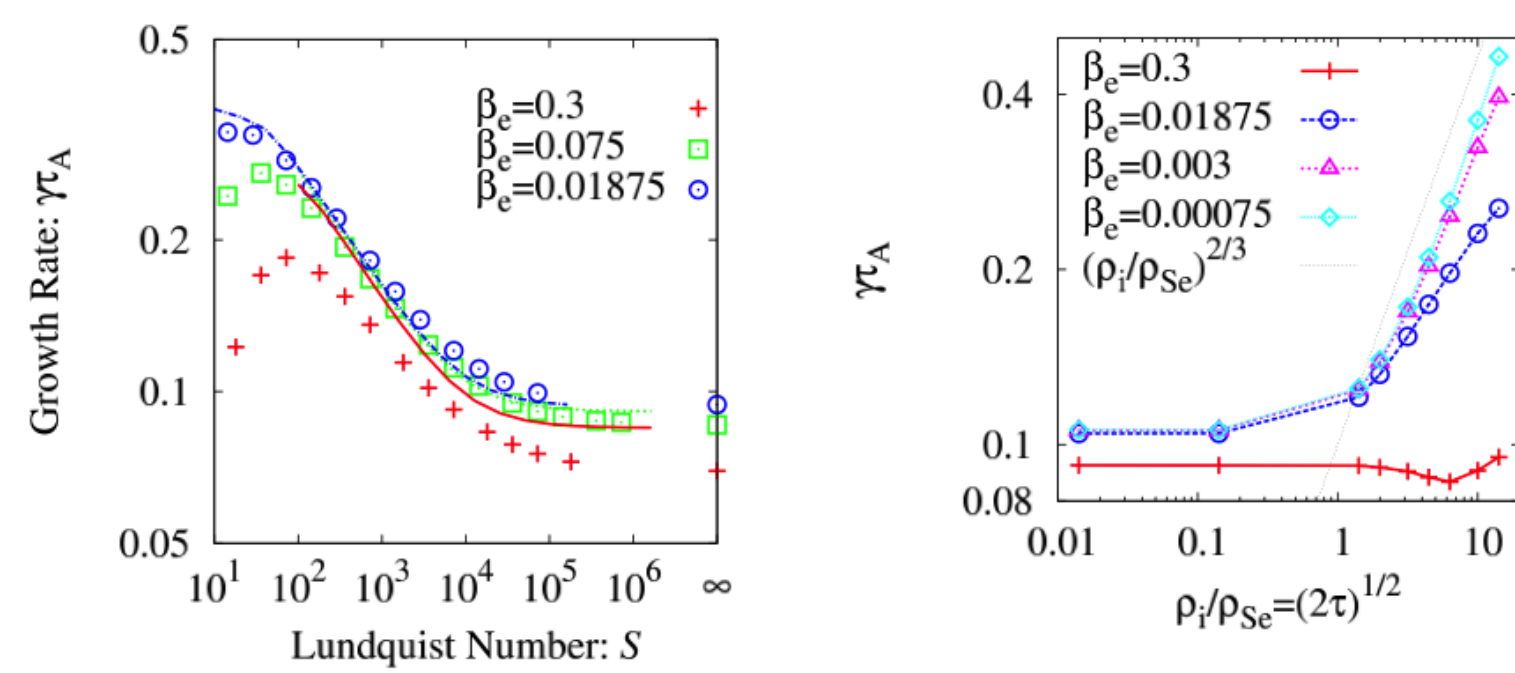 0.5
0.2
0.1
0.05
Growth Rate: γτ_A
β_e=0.3
β_e=0.075
β_e=0.01875
10^1 10^2 10^3 10^4 10^5 10^6 ∞
Lundquist Number: S
0.4
0.2
0.1
0.08
γτ_A
β_e=0.3
β_e=0.01875
β_e=0.003
β_e=0.00075
(ρ_i/ρ_Se)^2/3
0.01 0.1 1 10
ρ_i/ρ_Se=(2τ)^1/2